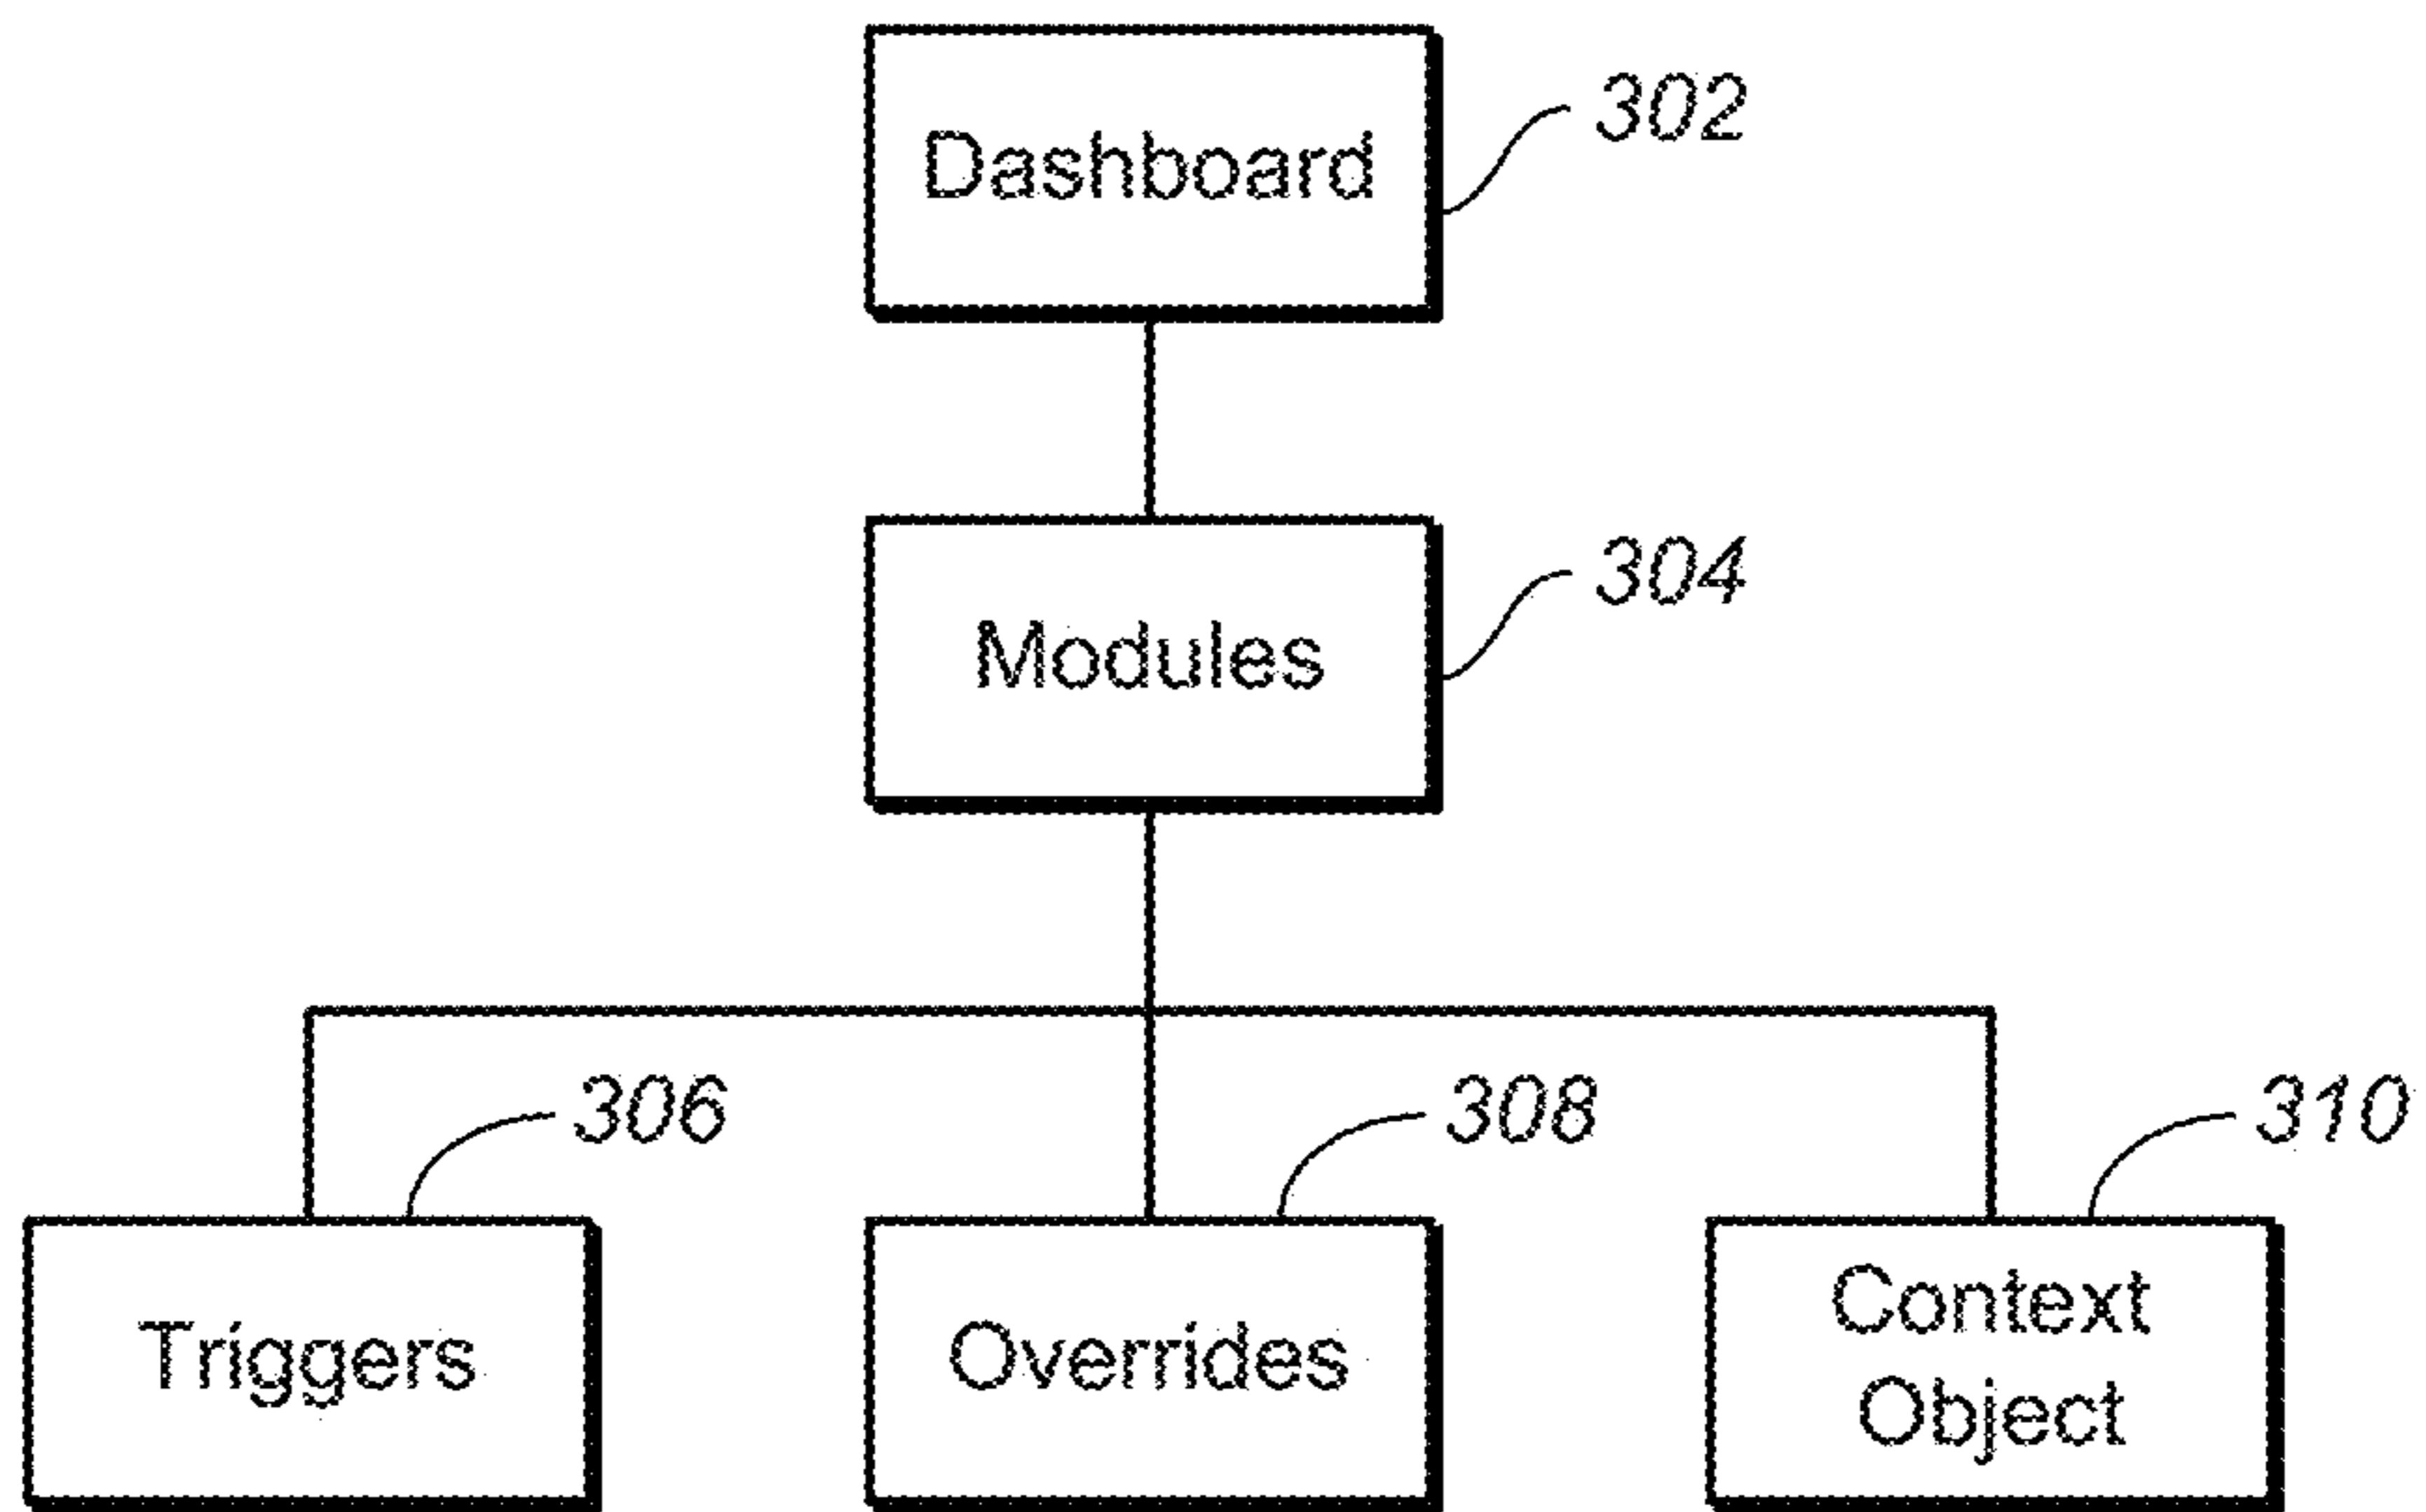 Dashboard
302
Modules
304
306
308
310
Triggers
Overrides
Context
Object